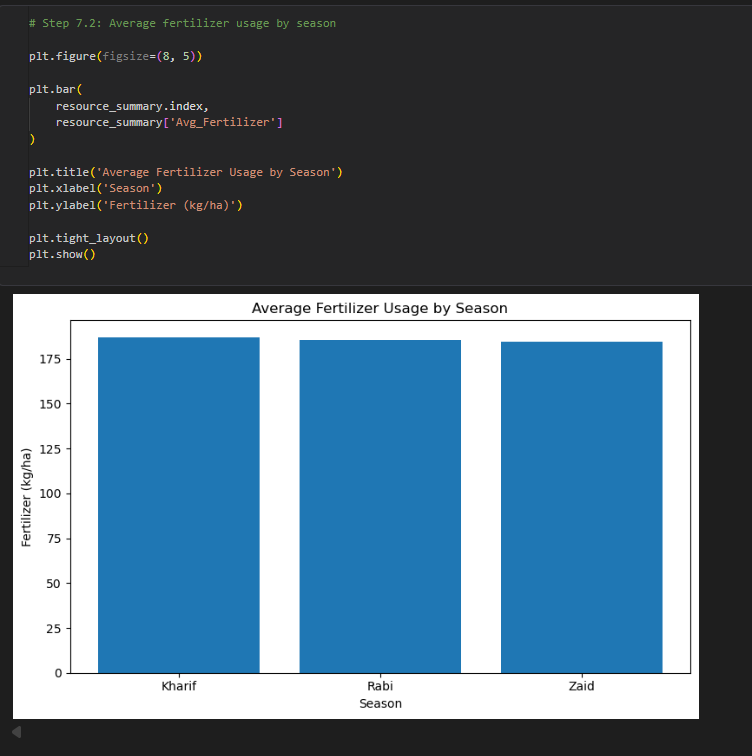 # Step 7.2: Average fertilizer usage by season
plt.figure(figsize=(8, 5))
plt.bar(
    resource_summary.index,
    resource_summary['Avg_Fertilizer']
)
plt.title('Average Fertilizer Usage by Season')
plt.xlabel('Season')
plt.ylabel('Fertilizer (kg/ha)')
plt.tight_layout()
plt.show()
Average Fertilizer Usage by Season
Fertilizer (kg/ha)
175
150
125
100
75
50
25
0
Kharif Rabi Zaid
Season